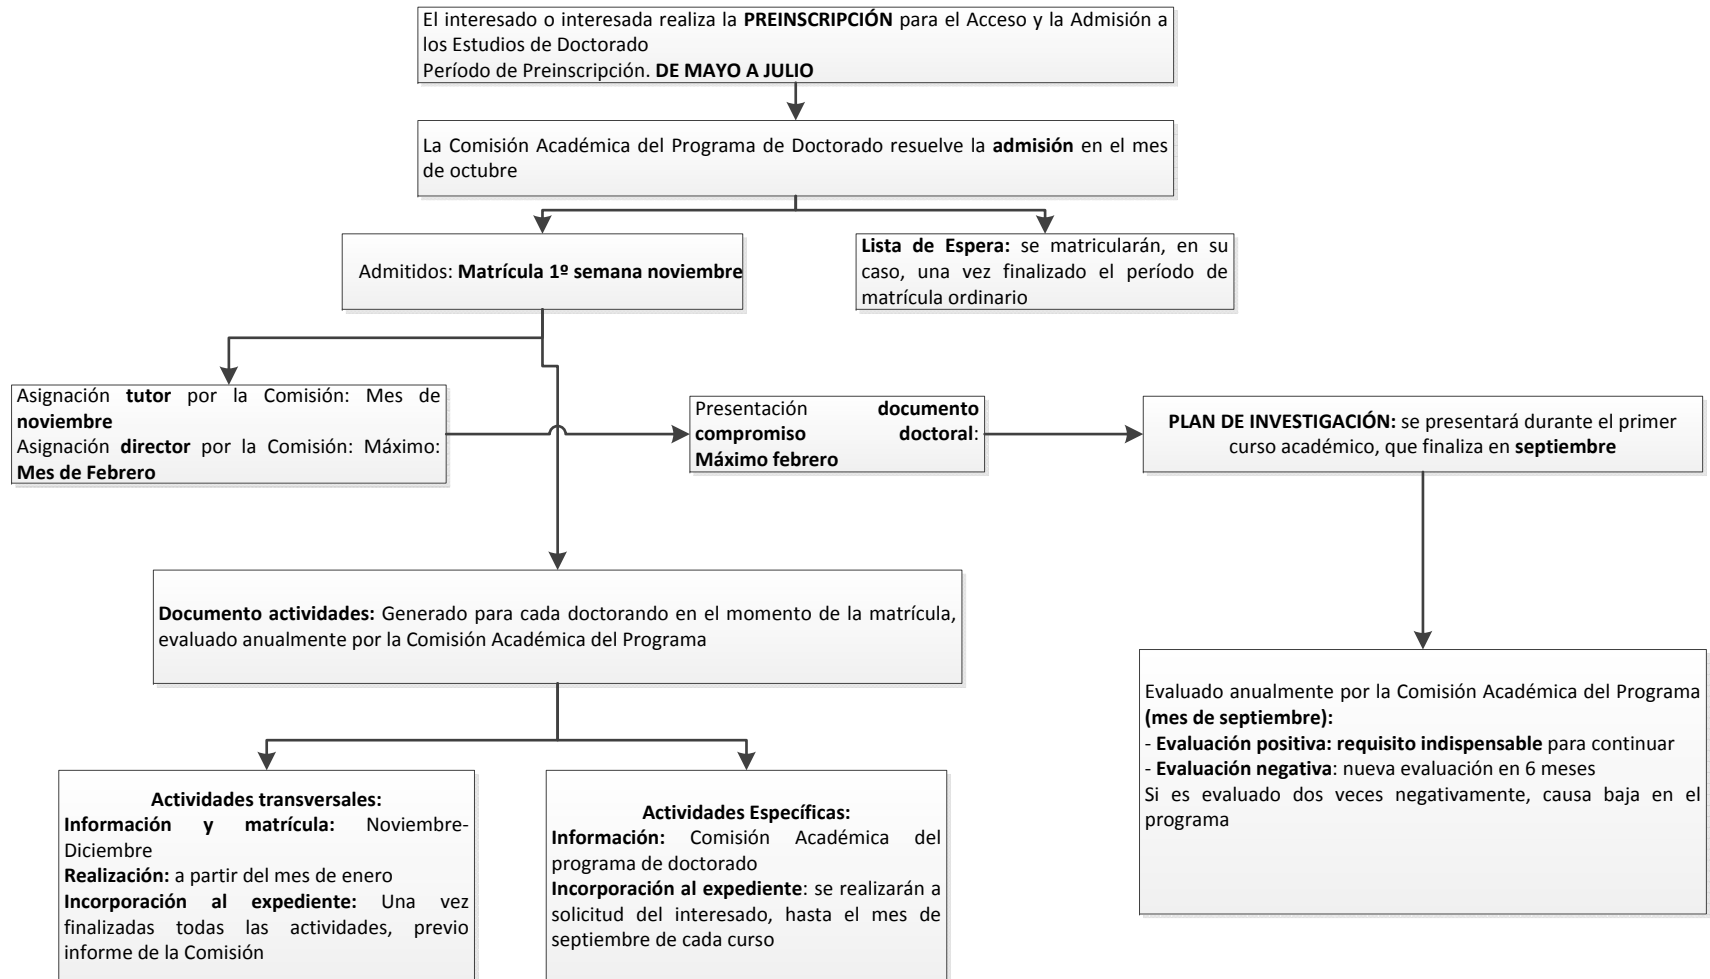 El interesado o interesada realiza la PREINSCRIPCIÓN para el Acceso y la Admisión a
los Estudios de Doctorado
Período de Preinscripción. DE MAYO A JULIO
La Comisión Académica del Programa de Doctorado resuelve la admisión en el mes
de octubre
Admitidos: Matrícula 1º semana noviembre
Lista de Espera: se matricularán, en su
caso, una vez finalizado el período de
matrícula ordinario
Asignación tutor por la Comisión: Mes de
noviembre
Asignación director por la Comisión: Máximo:
Mes de Febrero
Presentación documento
compromiso doctoral:
Máximo febrero
PLAN DE INVESTIGACIÓN: se presentará durante el primer
curso académico, que finaliza en septiembre
Documento actividades: Generado para cada doctorando en el momento de la matrícula,
evaluado anualmente por la Comisión Académica del Programa
Evaluado anualmente por la Comisión Académica del Programa
(mes de septiembre):
- Evaluación positiva: requisito indispensable para continuar
- Evaluación negativa: nueva evaluación en 6 meses
Si es evaluado dos veces negativamente, causa baja en el
programa
Actividades transversales:
Información y matrícula: Noviembre-
Diciembre
Realización: a partir del mes de enero
Incorporación al expediente: Una vez
finalizadas todas las actividades, previo
informe de la Comisión
Actividades Específicas:
Información: Comisión Académica del
programa de doctorado
Incorporación al expediente: se realizarán a
solicitud del interesado, hasta el mes de
septiembre de cada curso